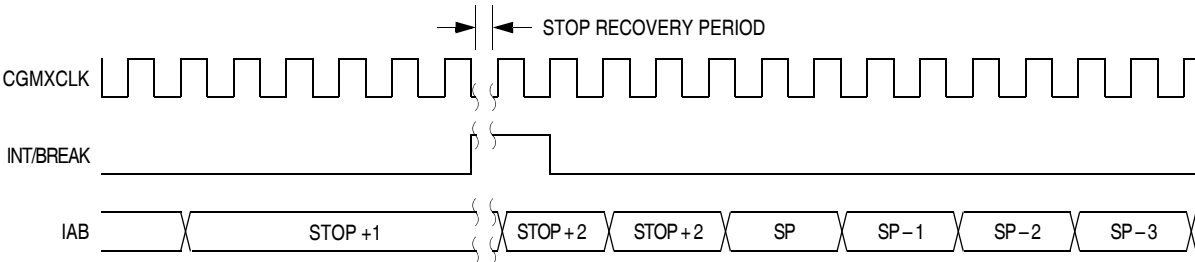 STOP RECOVERY PERIOD
CGMXCLK
INT/BREAK
IAB STOP +1 STOP + 2 STOP + 2 SP SP – 1 SP – 2 SP – 3